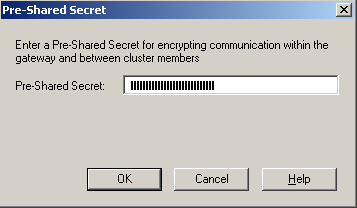 Pre-Shared Secret
Enter a Pre-Shared Secret for encrypting communication within the
gateway and between cluster members
Pre-Shared Secret:
OK
Cancel
Help